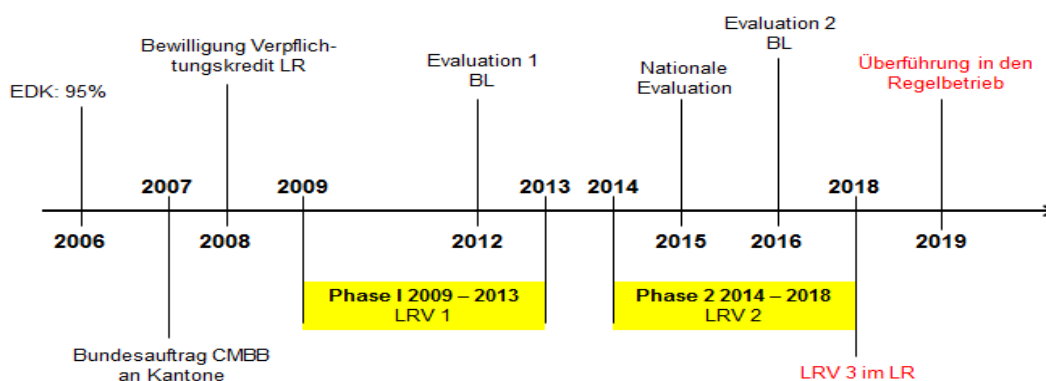 Evaluation 2
BL
Bewilligung Verpflich-
tungskredit LR
Evaluation 1
BL
Nationale
Evaluation
Überführung in den
Regelbetrieb
EDK: 95%
2007
2009
2013
2014
2018
2006
2008
2012
2015
2016
2019
Phase I 2009 – 2013
LRV 1
Phase 2 2014 – 2018
LRV 2
Bundesauftrag CMBB
an Kantone
LRV 3 im LR